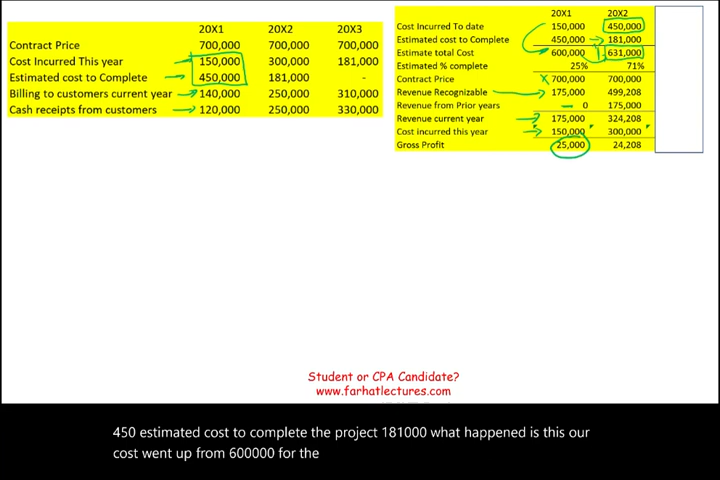 20X1 20X2 20X3
Contract Price 700,000 700,000 700,000
Cost Incurred This year 150,000 300,000 181,000
Estimated cost to Complete 450,000 181,000 -
Billing to customers current year 140,000 250,000 310,000
Cash receipts from customers 120,000 250,000 330,000
20X1 20X2
Cost Incurred To date 150,000 450,000
Estimated cost to Complete 450,000 181,000
Estimate total Cost 600,000 631,000
Estimated % complete 25% 71%
Contract Price 700,000 700,000
Revenue Recognizable 175,000 499,208
Revenue from Prior years 0 175,000
Revenue current year 175,000 324,208
Cost incurred this year 150,000 300,000
Gross Profit 25,000 24,208
Student or CPA Candidate?
www.farhatlectures.com
450 estimated cost to complete the project 181000 what happened is this our
cost went up from 600000 for the